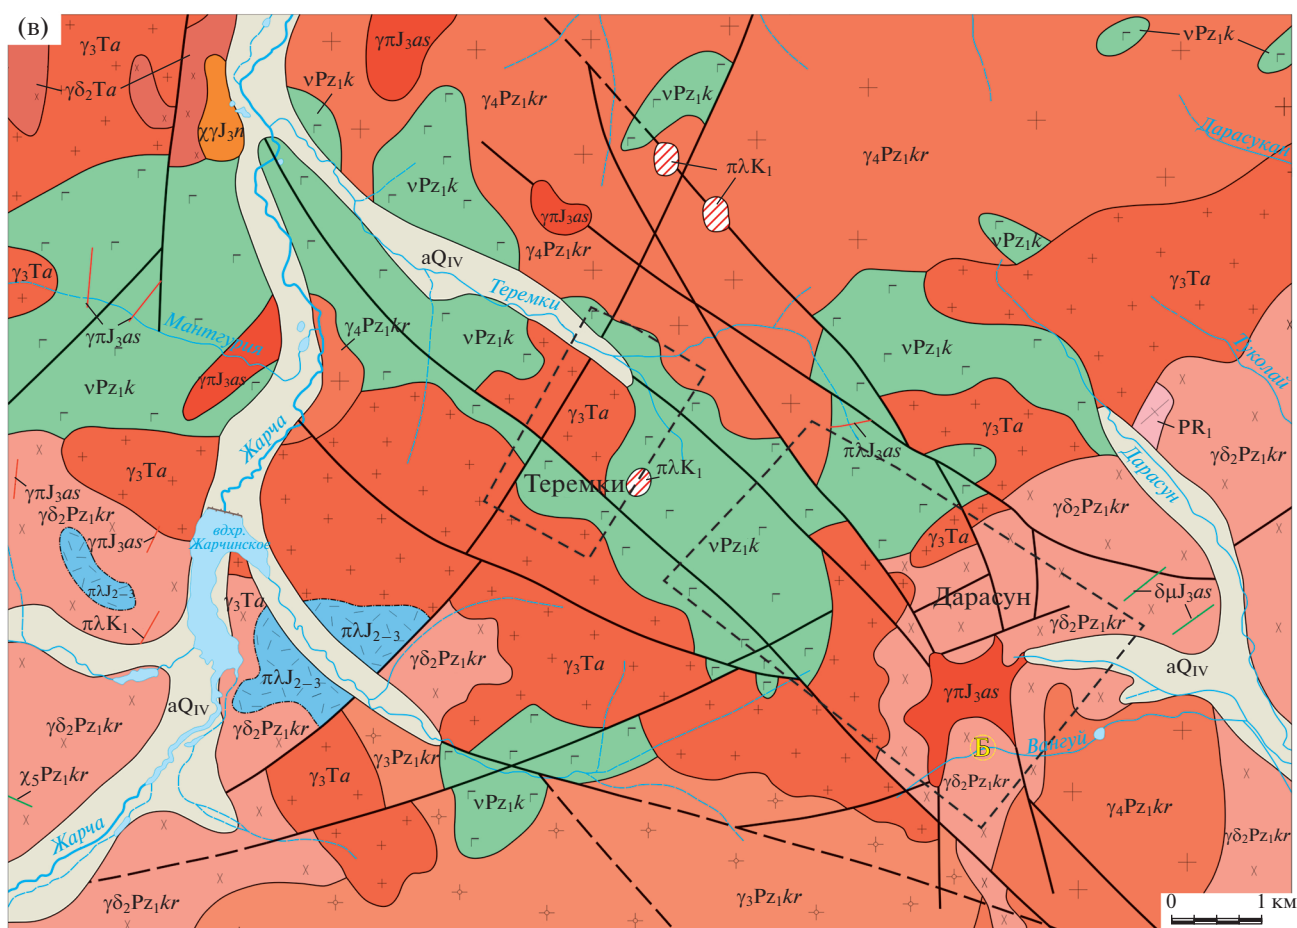 (в)
γ₃Ta
γδ₂Ta
χγJ₃n
νPz₁k
γπJ₃as
γ₄Pz₁kr
νPz₁k
πλK₁
νPz₁k
γ₄Pz₁kr
Дарасукан
νPz₁k
γπJ₃as
γ₄Pz₁kr
νPz₁k
γ₃Ta
aQIV
Теремки
γ₃Ta
γπJ₃as
Мантгурия
γ₄Pz₁kr
νPz₁k
νPz₁k
Туколай
νPz₁k
γπJ₃as
γ₃Ta
γ₃Ta
PR₁
Жарча
πλJ₃as
γδ₂Pz₁kr
γ₃Ta
πλK₁
Дарасун
Теремки
γπJ₃as
γδ₂Pz₁kr
γδ₂Pz₁kr
вдхр.
Жарчинское
γπJ₃as
γ₃Ta
νPz₁k
πλJ₂₋₃
γ₃Ta
Дарасун
δμJ₃as
πλK₁
πλJ₂₋₃
γδ₂Pz₁kr
γδ₂Pz₁kr
γ₃Ta
aQIV
πλJ₂₋₃
γπJ₃as
aQIV
γδ₂Pz₁kr
γδ₂Pz₁kr
Б
Вангуй
χ₅Pz₁kr
γ₃Ta
γ₃Pz₁kr
γδ₂Pz₁kr
νPz₁k
γ₄Pz₁kr
Жарча
γδ₂Pz₁kr
γδ₂Pz₁kr
γ₃Pz₁kr
0 1 км